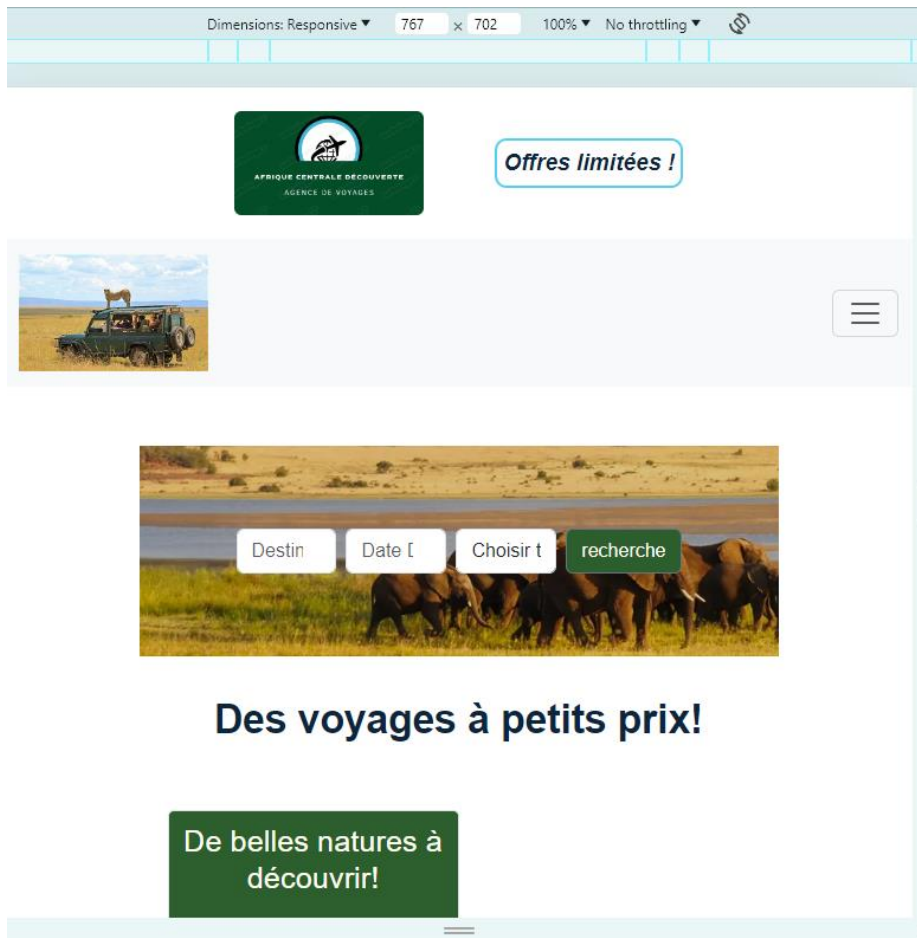 Dimensions: Responsive ▼ 767 × 702 100% ▼ No throttling ▼
AFRIQUE CENTRALE DÉCOUVERTE
AGENCE DE VOYAGES
Offres limitées !
Destin Date D Choisir t recherche
Des voyages à petits prix!
De belles natures à
découvrir!